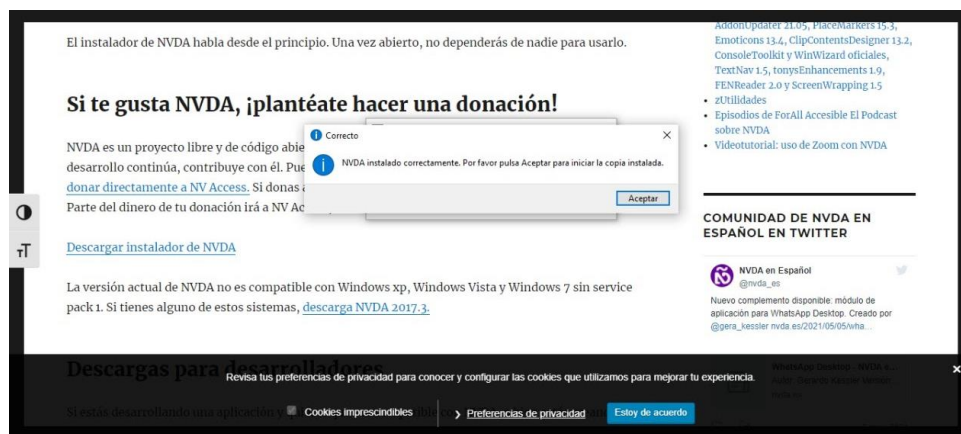 El instalador de NVDA habla desde el principio. Una vez abierto, no dependerás de nadie para usarlo.
Si te gusta NVDA, ¡plantéate hacer una donación!
NVDA es un proyecto libre y de código abie
desarrollo continúa, contribuye con él. Pue
donar directamente a NV Access. Si donas a
Parte del dinero de tu donación irá a NV Ac
Descargar instalador de NVDA
La versión actual de NVDA no es compatible con Windows xp, Windows Vista y Windows 7 sin service
pack 1. Si tienes alguno de estos sistemas, descarga NVDA 2017.3.
Correcto
NVDA instalado correctamente. Por favor pulsa Aceptar para iniciar la copia instalada.
Aceptar
AddonUpdater 21.05, PlaceMarkers 15.3,
Emoticons 13.4, ClipContentsDesigner 13.2,
ConsoleToolkit y WinWizard oficiales,
TextNav 1.5, tonysEnhancements 1.9,
FENReader 2.0 y ScreenWrapping 1.5
zUtilidades
Episodios de ForAll Accesible El Podcast
sobre NVDA
Videotutorial: uso de Zoom con NVDA
COMUNIDAD DE NVDA EN
ESPAÑOL EN TWITTER
NVDA en Español
@nvda_es
Nuevo complemento disponible: módulo de
aplicación para WhatsApp Desktop. Creado por
@gera_kessler nvda.es/2021/05/05/wha…
Descargas para desarrolladores
WhatsApp Desktop - NVDA e...
Revisa tus preferencias de privacidad para conocer y configurar las cookies que utilizamos para mejorar tu experiencia.
Si estás desarrollando una aplicación y
Cookies imprescindibles
Preferencias de privacidad
Estoy de acuerdo